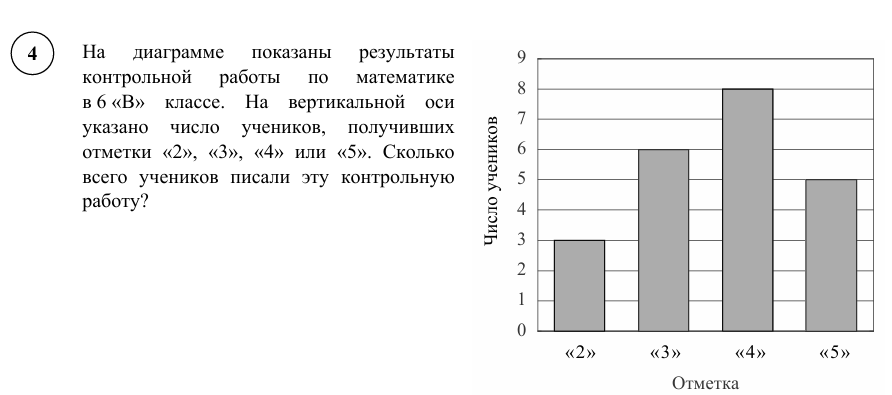 4
На диаграмме показаны результаты
контрольной работы по математике
в 6 «В» классе. На вертикальной оси
указано число учеников, получивших
отметки «2», «3», «4» или «5». Сколько
всего учеников писали эту контрольную
работу?
Число учеников
9
8
7
6
5
4
3
2
1
0
«2» «3» «4» «5»
Отметка